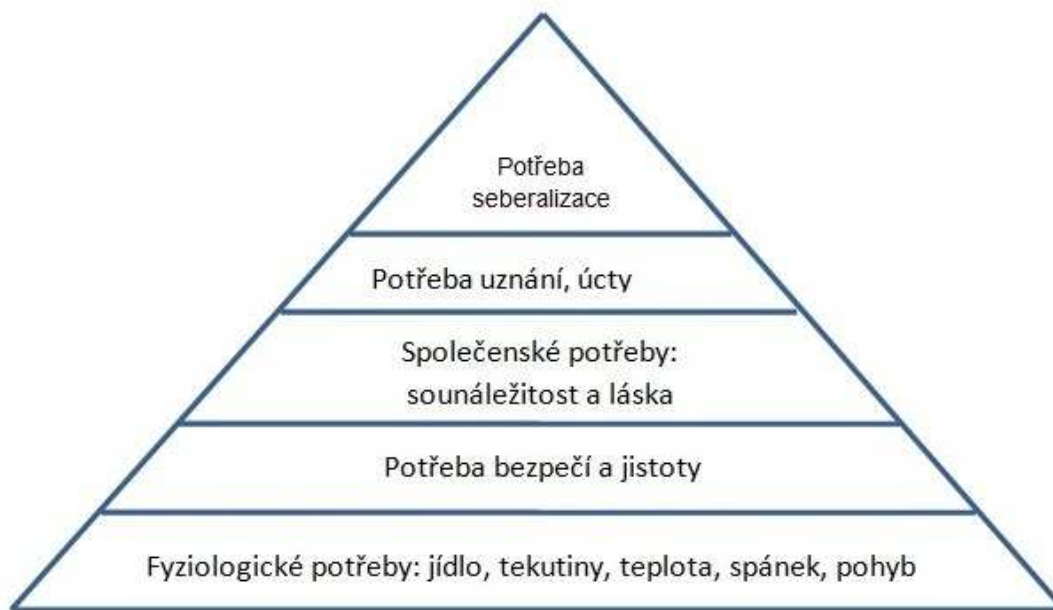 Potřeba
seberalizace
Potřeba uznání, úcty
Společenské potřeby:
sounáležitost a láska
Potřeba bezpečí a jistoty
Fyziologické potřeby: jídlo, tekutiny, teplota, spánek, pohyb